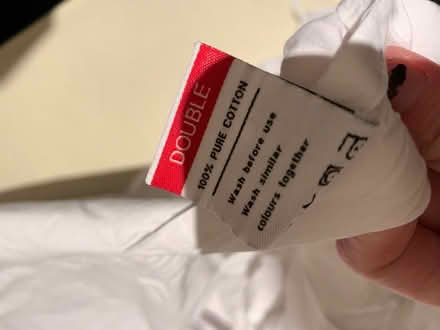 DOUBLE
100% PURE COTTON
Wash before use
Wash similar
colours together